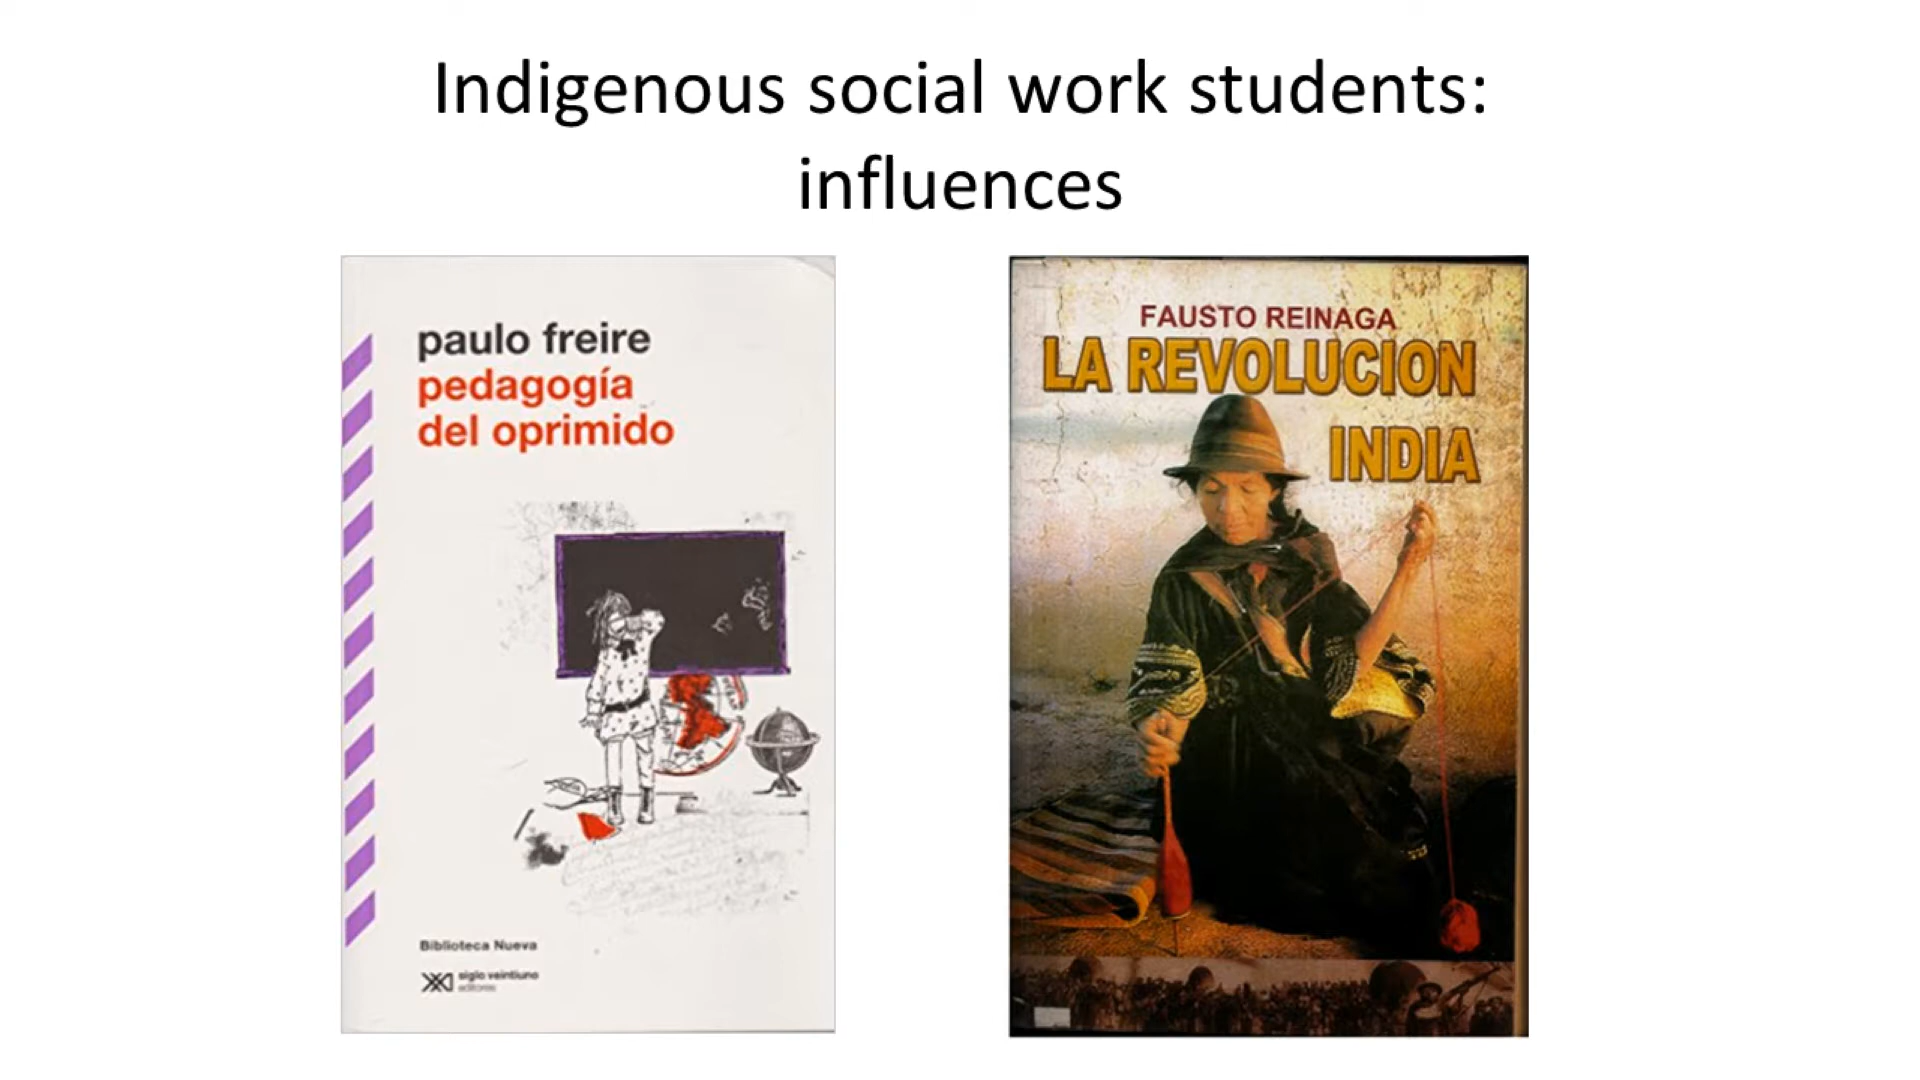 Indigenous social work students:
influences
paulo freire
pedagogía
del oprimido
Biblioteca Nueva
siglo veintiuno
editores
FAUSTO REINAGA
LA REVOLUCION
INDIA